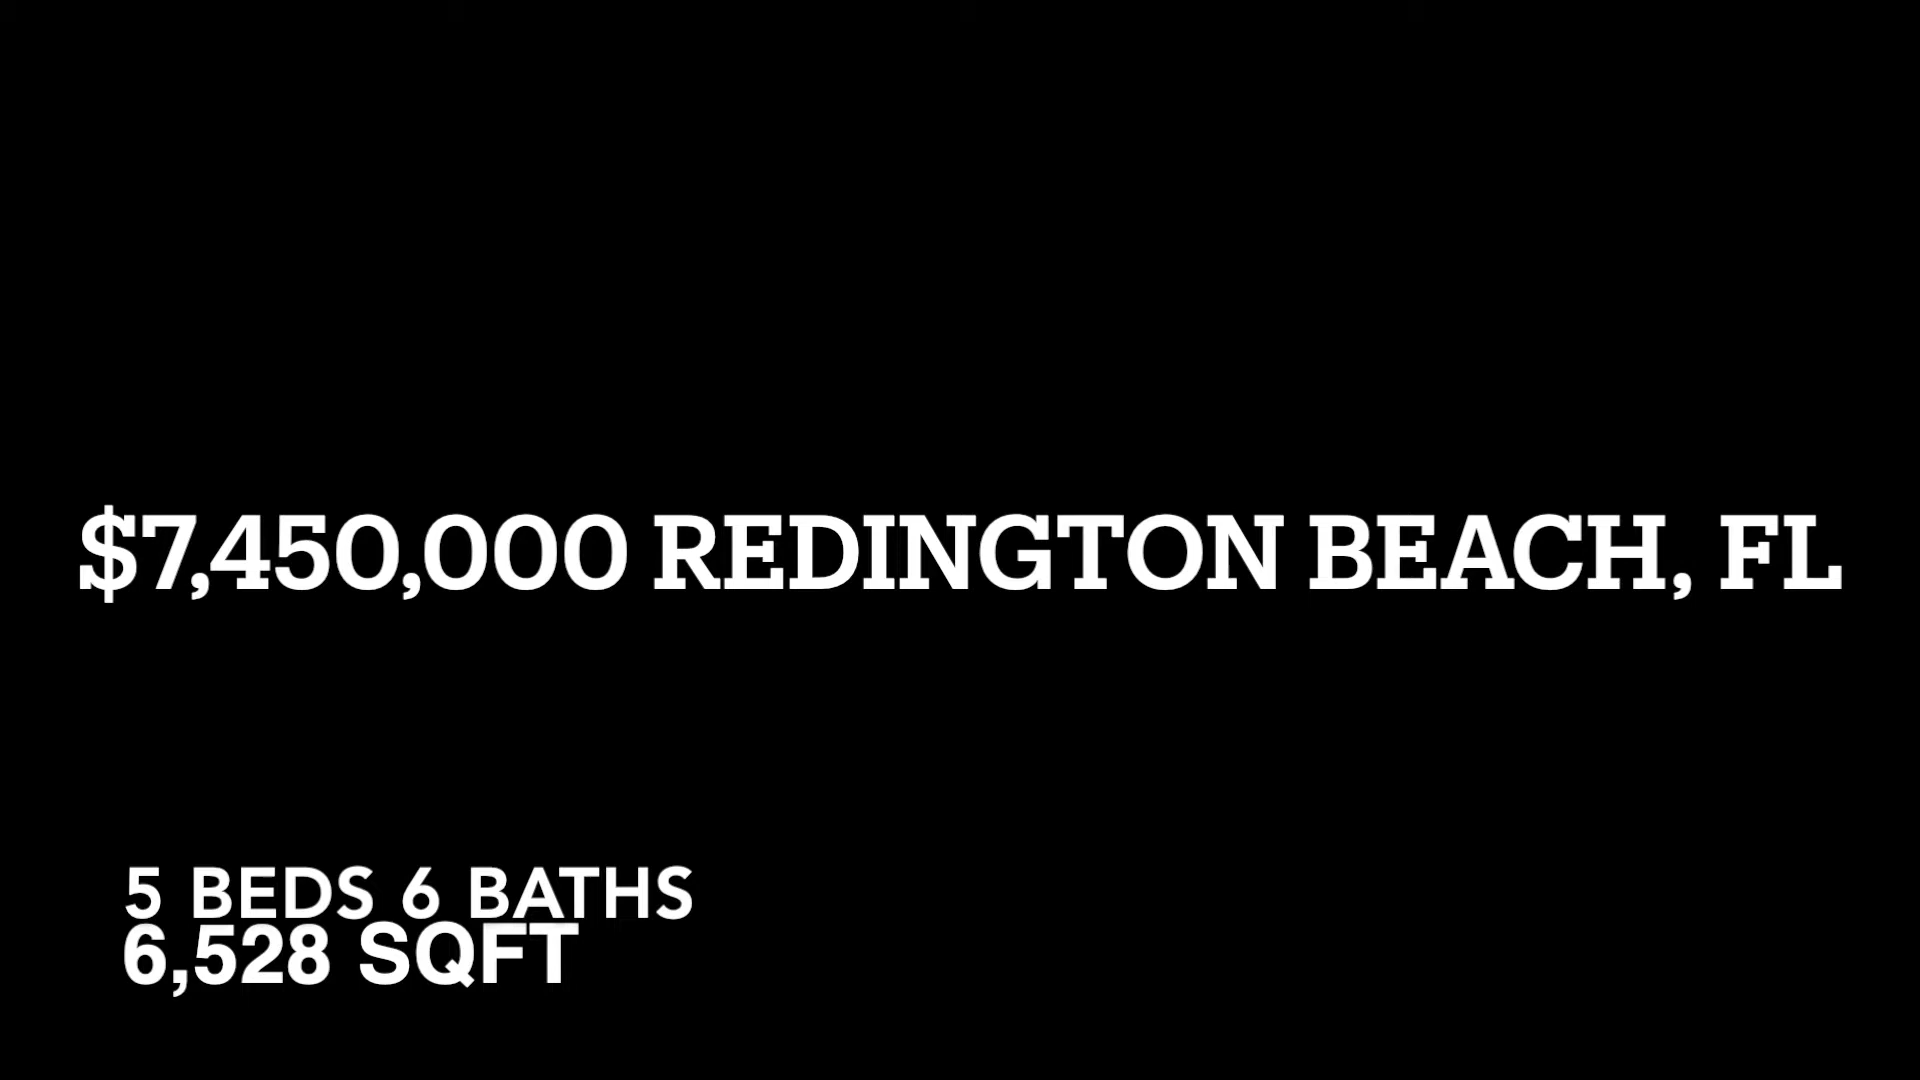 $7,450,000 REDINGTON BEACH, FL
5 BEDS 6 BATHS
6,528 SQFT